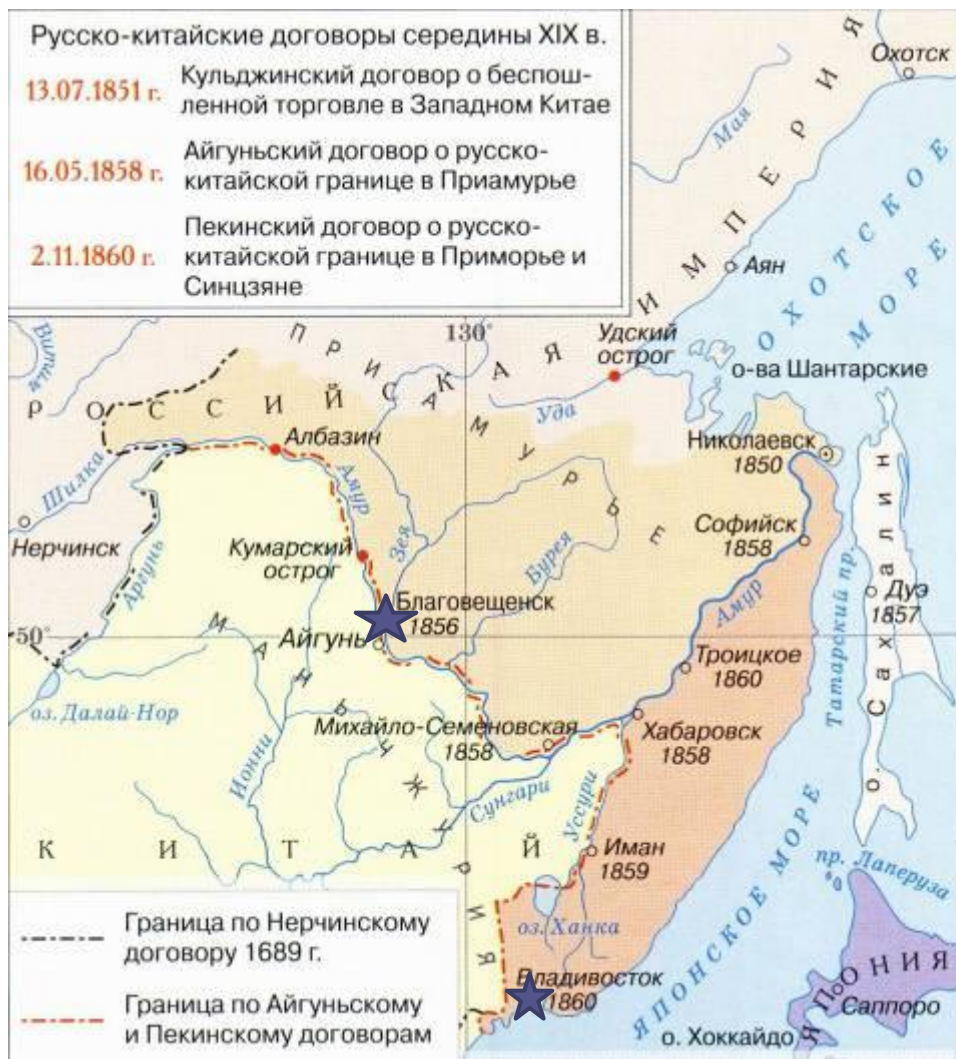 Русско-китайские договоры середины XIX в.
13.07.1851 г.
Кульджинский договор о беспош-
ленной торговле в Западном Китае
16.05.1858 г.
Айгуньский договор о русско-
китайской границе в Приамурье
2.11.1860 г.
Пекинский договор о русско-
китайской границе в Приморье и
Синцзяне
Охотск
Мая
РОССИЙСКАЯ ИМПЕРИЯ
Аян
ОХОТСКОЕ
МОРЕ
130°
ПРИАМУРЬЕ
Удский
острог
о-ва Шантарские
Уда
Албазин
Николаевск
1850
Шилка
Амур
Зея
Нерчинск
Аргунь
Кумарский
острог
Бурея
Софийск
1858
Амур
Татарский пр.
о. Сахалин
Дуэ
1857
Благовещенск
1856
50°
Айгунь
МАНЬЧЖУРИЯ
Троицкое
1860
оз. Далай-Нор
Михайло-Семеновская
1858
Хабаровск
1858
Нонни
Сунгари
Уссури
КИТАЙ
Иман
1859
пр. Лаперуза
ЯПОНСКОЕ МОРЕ
оз. Ханка
Владивосток
1860
ЯПОНИЯ
Саппоро
о. Хоккайдо
Граница по Нерчинскому
договору 1689 г.
Граница по Айгуньскому
и Пекинскому договорам